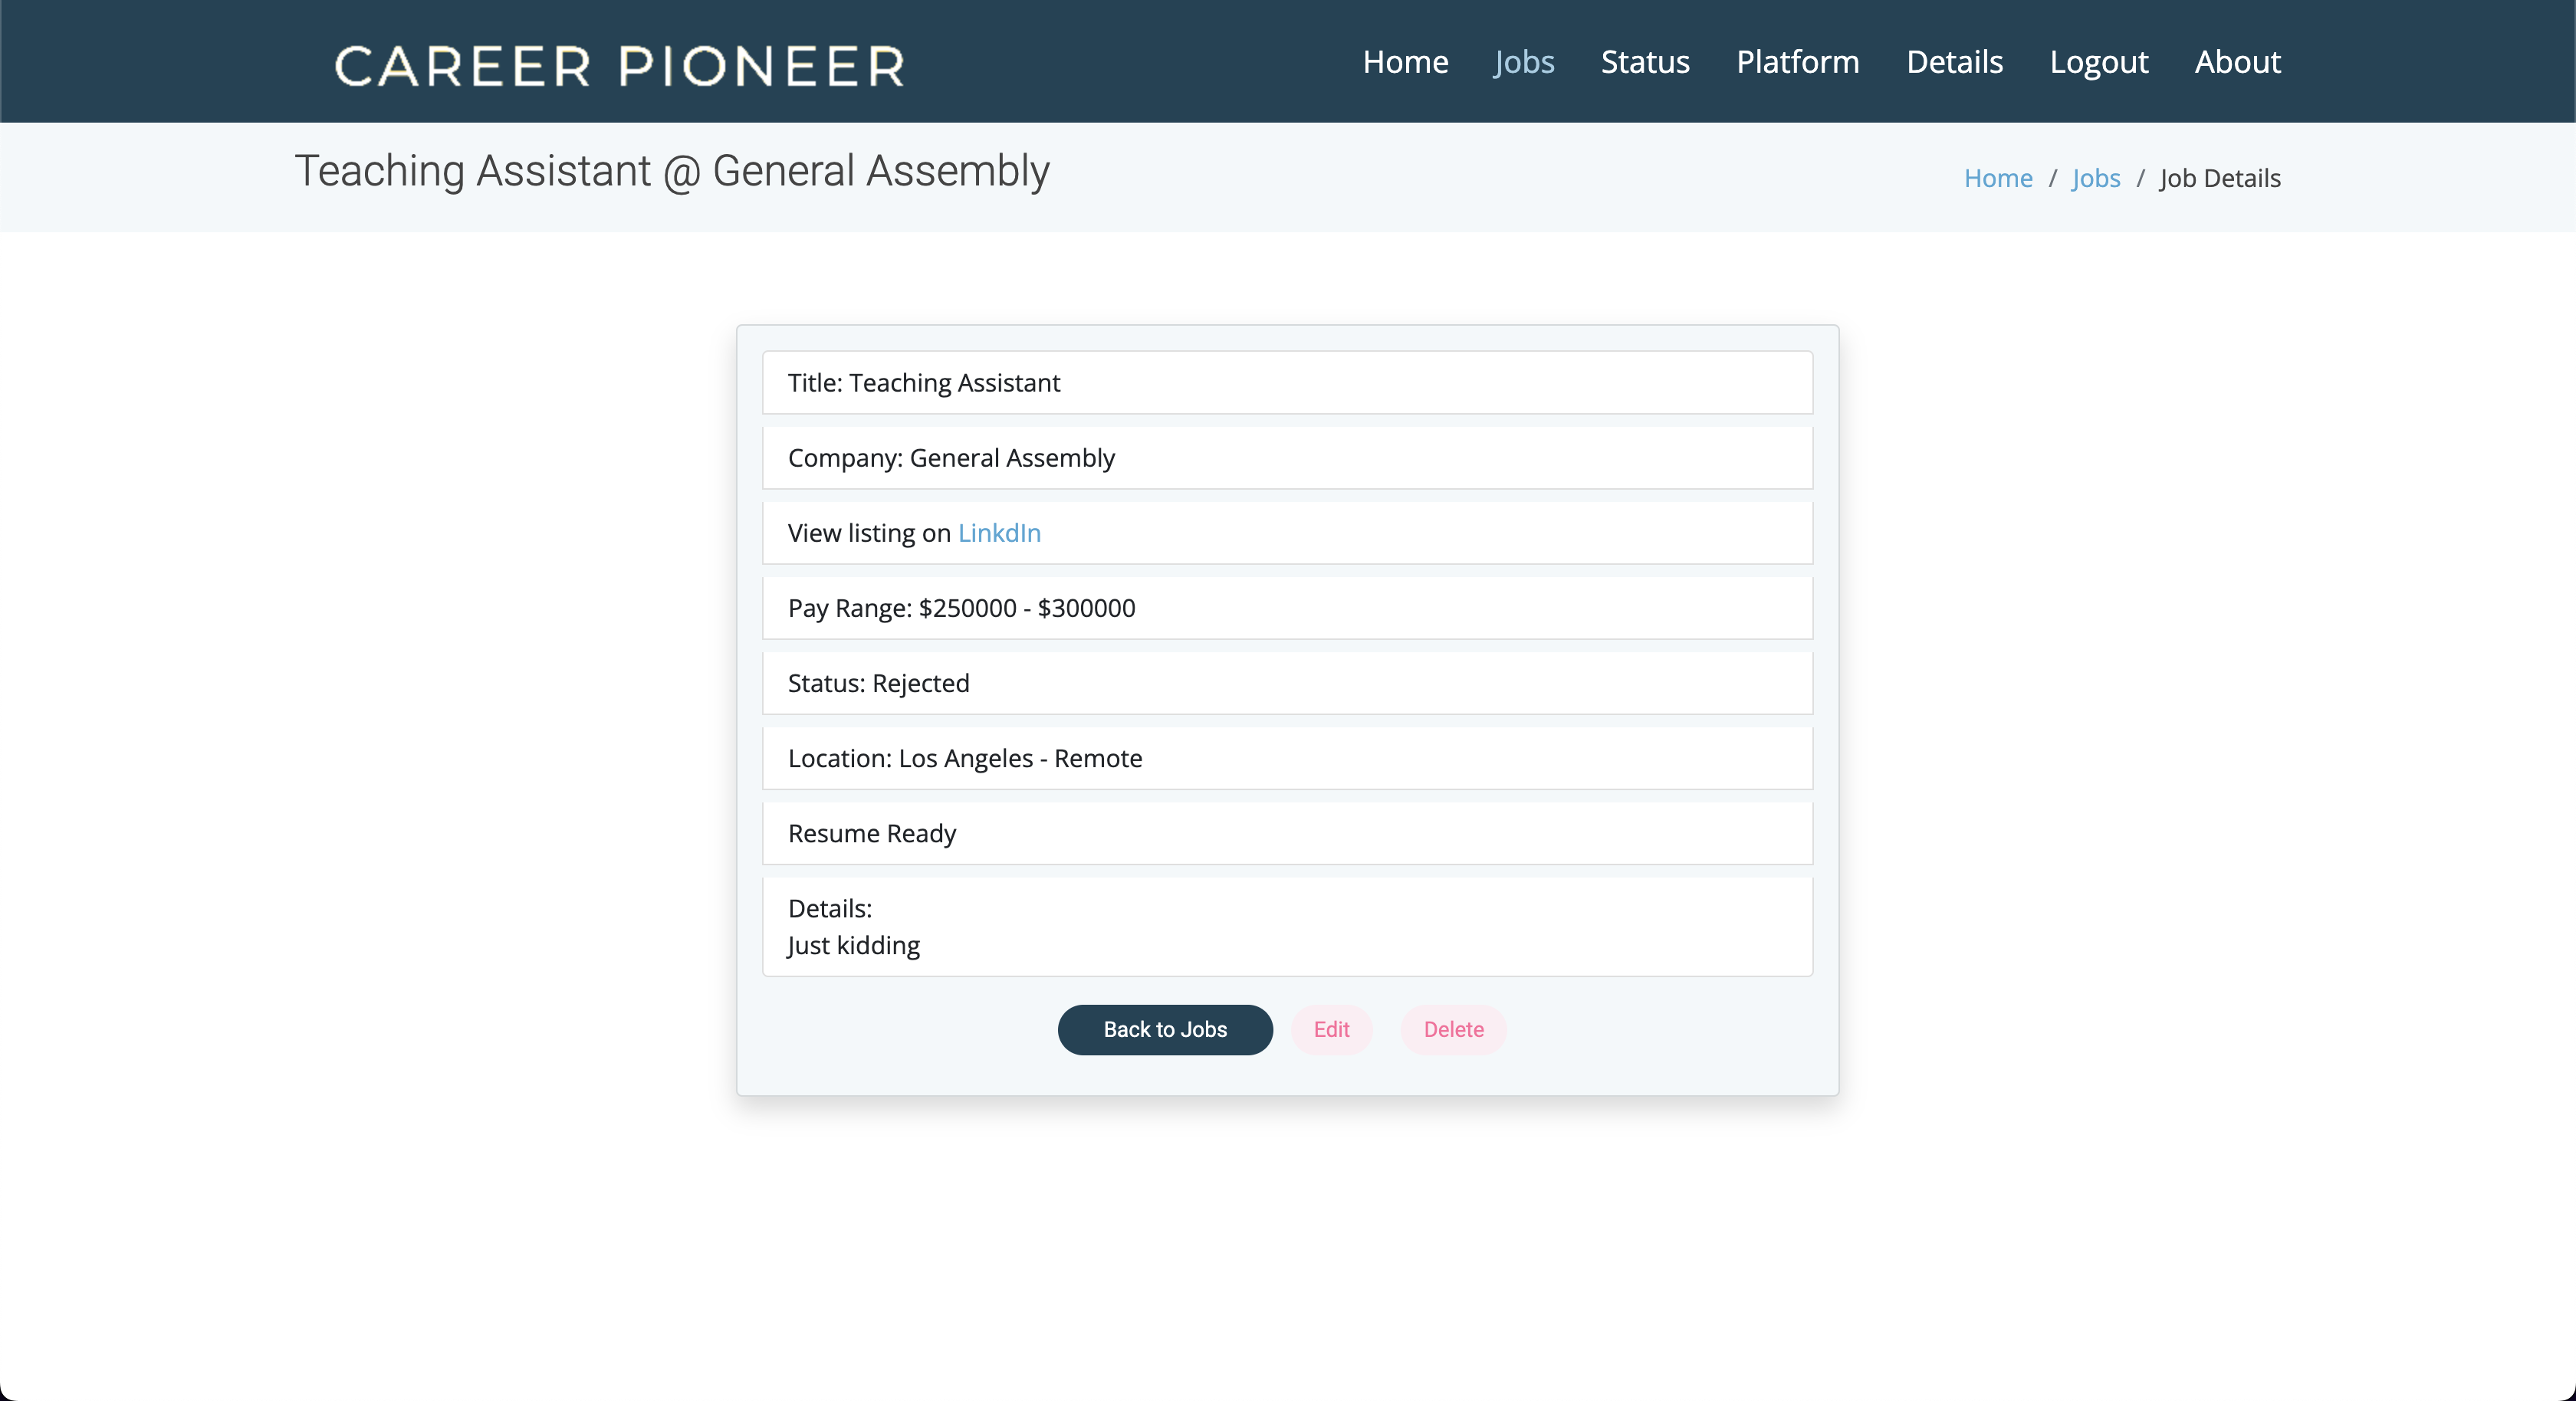 CAREER PIONEER
Home Jobs Status Platform Details Logout About
Teaching Assistant @ General Assembly
Home / Jobs / Job Details
Title: Teaching Assistant
Company: General Assembly
View listing on LinkdIn
Pay Range: $250000 - $300000
Status: Rejected
Location: Los Angeles - Remote
Resume Ready
Details:
Just kidding
Back to Jobs Edit Delete